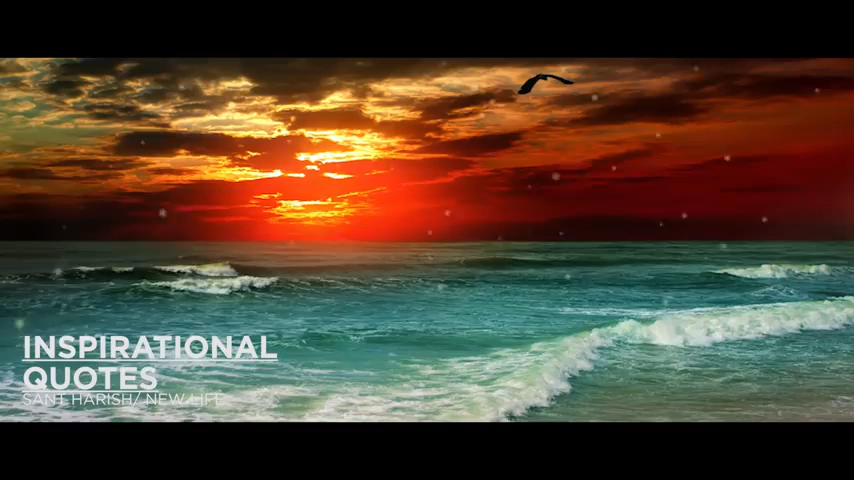 INSPIRATIONAL
QUOTES
SANT HARISH/ NEW LIFE